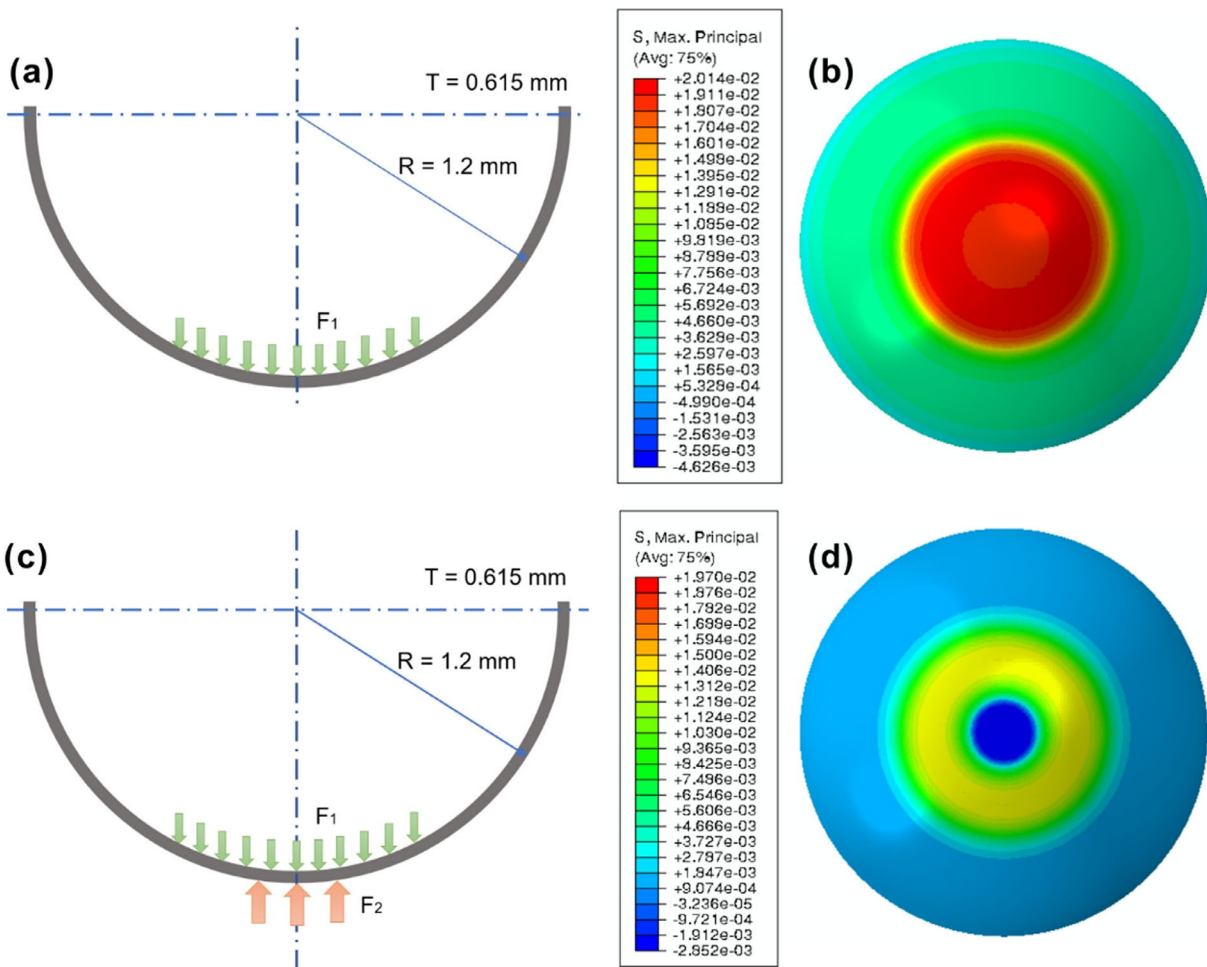 (a)
T = 0.615 mm
R = 1.2 mm
F1
S, Max. Principal
(Avg: 75%)
+2.014e-02
+1.911e-02
+1.807e-02
+1.704e-02
+1.601e-02
+1.498e-02
+1.395e-02
+1.291e-02
+1.188e-02
+1.085e-02
+9.819e-03
+8.788e-03
+7.756e-03
+6.724e-03
+5.692e-03
+4.660e-03
+3.629e-03
+2.597e-03
+1.565e-03
+5.328e-04
-4.990e-04
-1.531e-03
-2.563e-03
-3.595e-03
-4.626e-03
(b)
(c)
T = 0.615 mm
R = 1.2 mm
F1
F2
S, Max. Principal
(Avg: 75%)
+1.970e-02
+1.876e-02
+1.782e-02
+1.688e-02
+1.594e-02
+1.500e-02
+1.406e-02
+1.312e-02
+1.218e-02
+1.124e-02
+1.030e-02
+9.365e-03
+8.425e-03
+7.486e-03
+6.546e-03
+5.606e-03
+4.666e-03
+3.727e-03
+2.787e-03
+1.847e-03
+9.074e-04
-3.236e-05
-9.721e-04
-1.912e-03
-2.852e-03
(d)